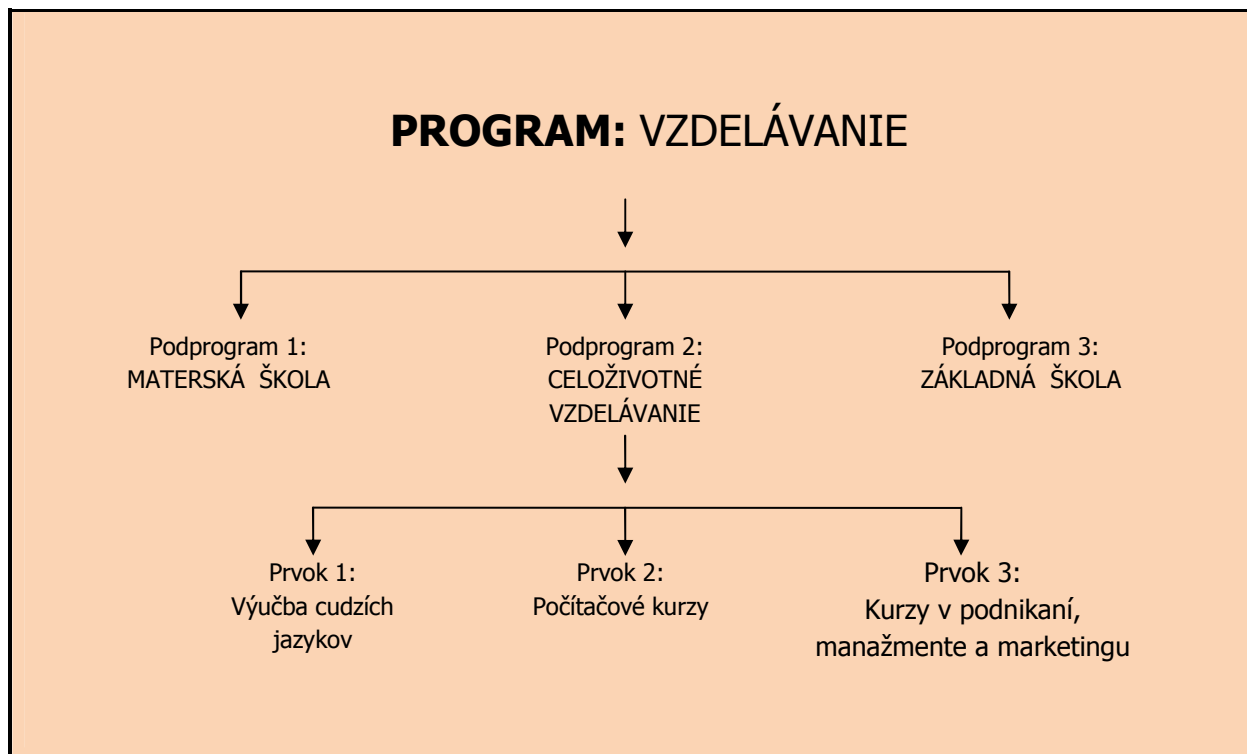 PROGRAM: VZDELÁVANIE
Podprogram 1:
MATERSKÁ ŠKOLA
Podprogram 2:
CELOŽIVOTNÉ
VZDELÁVANIE
Podprogram 3:
ZÁKLADNÁ ŠKOLA
Prvok 1:
Výučba cudzích
jazykov
Prvok 2:
Počítačové kurzy
Prvok 3:
Kurzy v podnikaní,
manažmente a marketingu